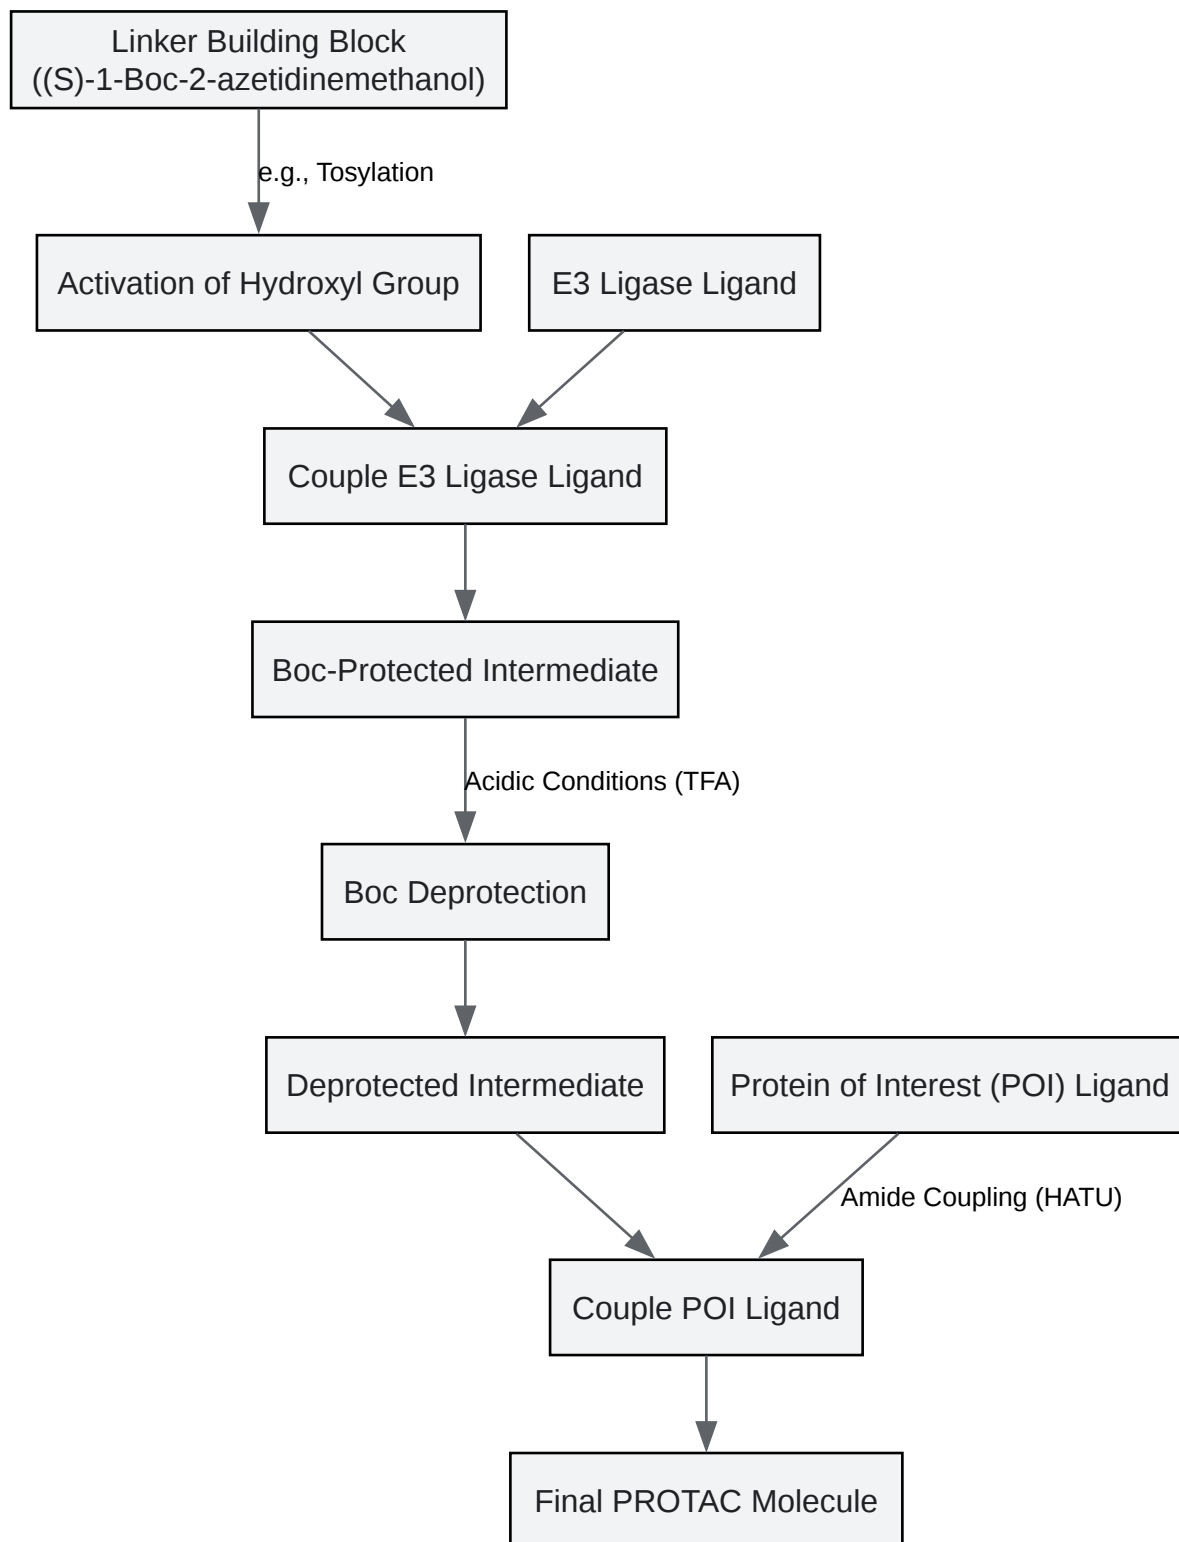 Linker Building Block
((S)-1-Boc-2-azetidinemethanol)
e.g., Tosylation
Activation of Hydroxyl Group
E3 Ligase Ligand
Couple E3 Ligase Ligand
Boc-Protected Intermediate
Acidic Conditions (TFA)
Boc Deprotection
Deprotected Intermediate
Protein of Interest (POI) Ligand
Amide Coupling (HATU)
Couple POI Ligand
Final PROTAC Molecule